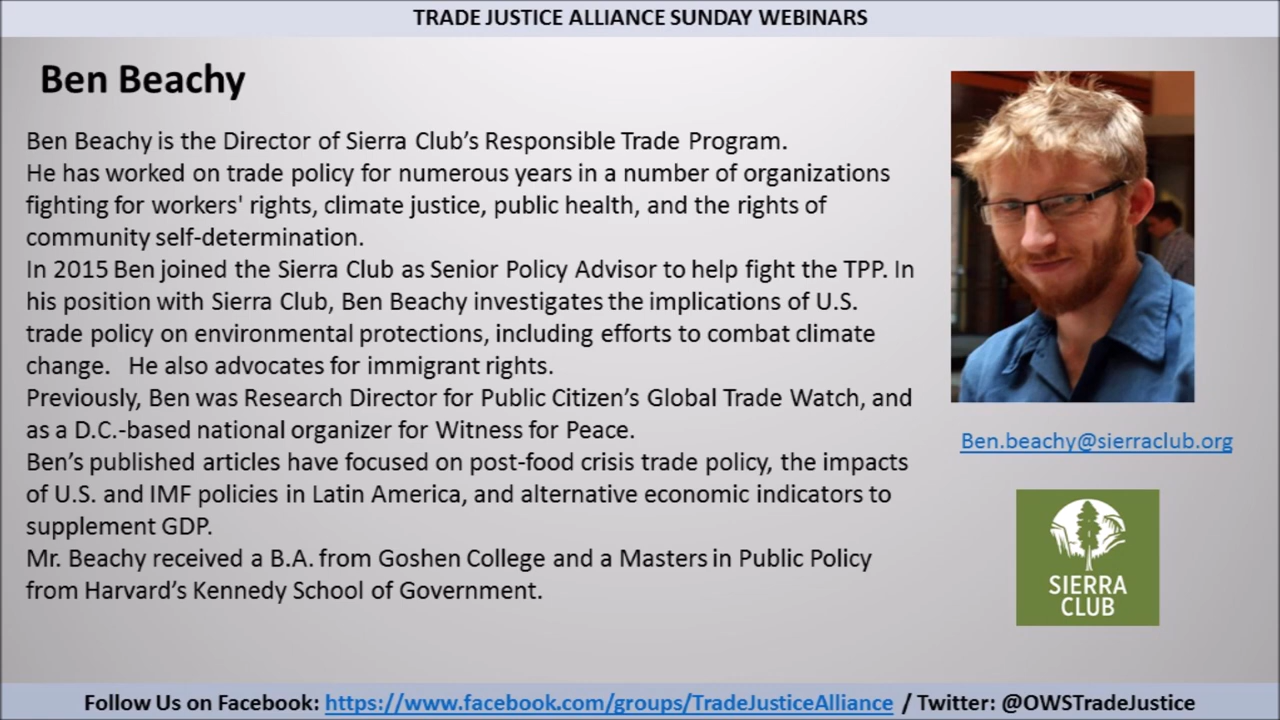 TRADE JUSTICE ALLIANCE SUNDAY WEBINARS
Ben Beachy
Ben Beachy is the Director of Sierra Club’s Responsible Trade Program.
He has worked on trade policy for numerous years in a number of organizations
fighting for workers' rights, climate justice, public health, and the rights of
community self-determination.
In 2015 Ben joined the Sierra Club as Senior Policy Advisor to help fight the TPP. In
his position with Sierra Club, Ben Beachy investigates the implications of U.S.
trade policy on environmental protections, including efforts to combat climate
change. He also advocates for immigrant rights.
Previously, Ben was Research Director for Public Citizen’s Global Trade Watch, and
as a D.C.-based national organizer for Witness for Peace.
Ben’s published articles have focused on post-food crisis trade policy, the impacts
of U.S. and IMF policies in Latin America, and alternative economic indicators to
supplement GDP.
Mr. Beachy received a B.A. from Goshen College and a Masters in Public Policy
from Harvard’s Kennedy School of Government.
Ben.beachy@sierraclub.org
SIERRA
CLUB
Follow Us on Facebook: https://www.facebook.com/groups/TradeJusticeAlliance / Twitter: @OWSTradeJustice